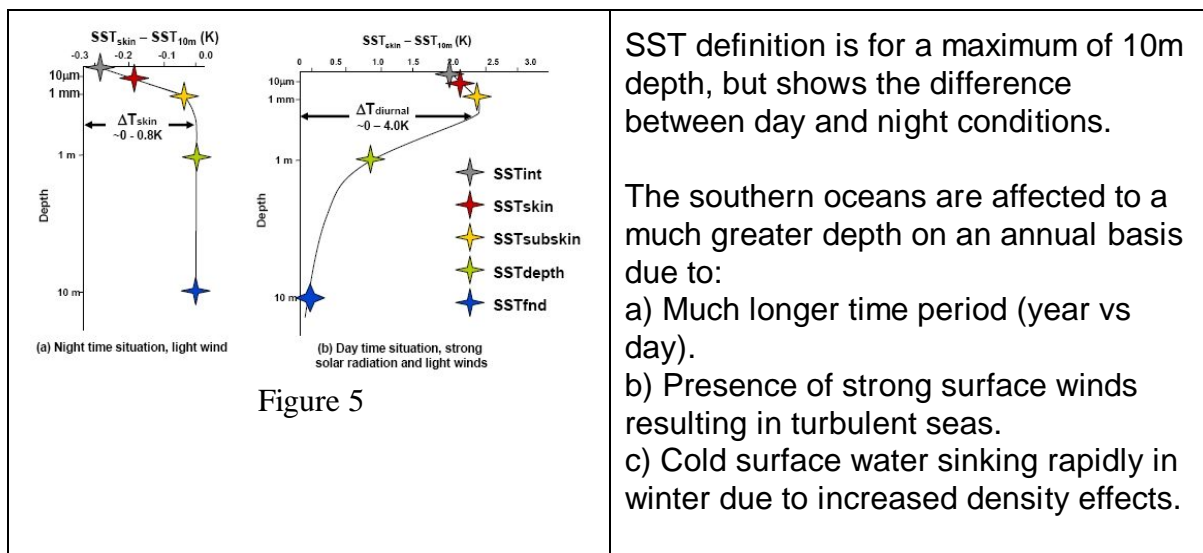 SSTskin – SST10m (K)
-0.3 -0.2 -0.1 0.0
10µm
1 mm
ΔTskin
~0 - 0.8K
1 m
Depth
10 m
(a) Night time situation, light wind
SSTskin – SST10m (K)
0 0.5 1.0 1.5 2.0 2.5 3.0
10µm
1 mm
ΔTdiurnal
~0 – 4.0K
1 m
Depth
10 m
SSTint
SSTskin
SSTsubskin
SSTdepth
SSTfnd
(b) Day time situation, strong
solar radiation and light winds
Figure 5
SST definition is for a maximum of 10m
depth, but shows the difference
between day and night conditions.
The southern oceans are affected to a
much greater depth on an annual basis
due to:
a) Much longer time period (year vs
day).
b) Presence of strong surface winds
resulting in turbulent seas.
c) Cold surface water sinking rapidly in
winter due to increased density effects.